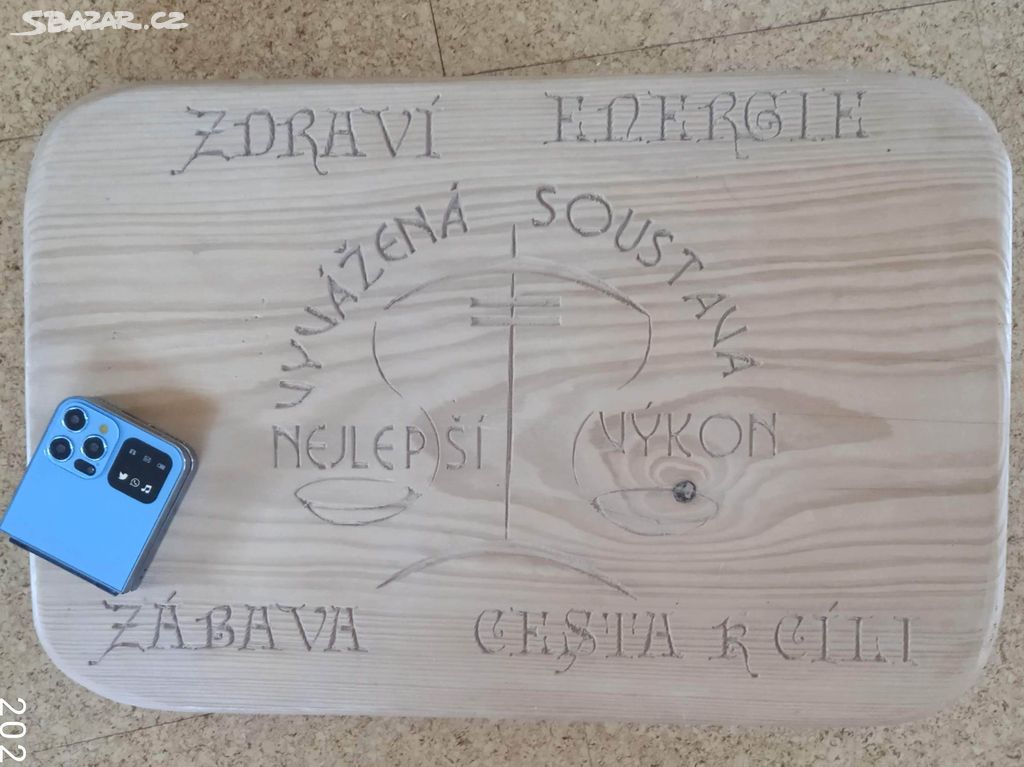 SBAZAR.CZ
ZDRAVÍ ENERGIE
VYVÁŽENÁ SOUSTAVA
NEJLEPŠÍ VÝKON
ZÁBAVA CESTA K CÍLI
202